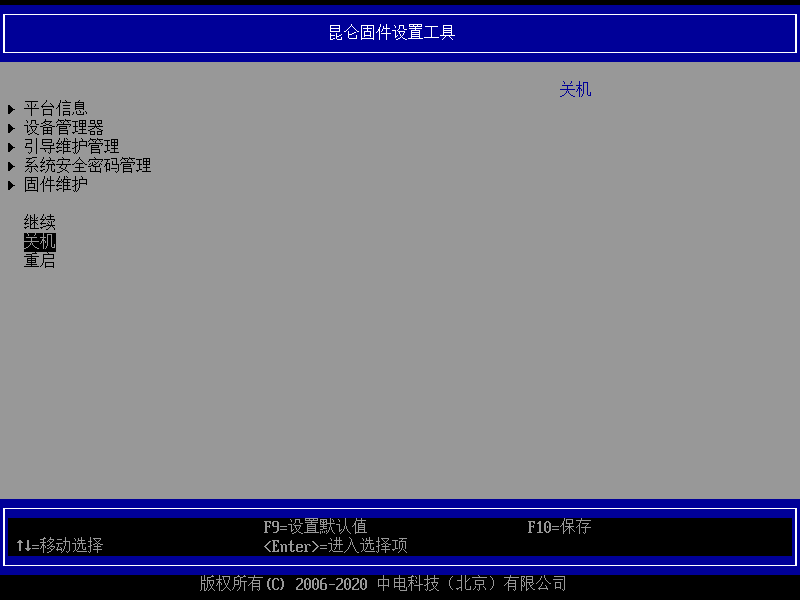 昆仑固件设置工具
关机
平台信息
设备管理器
引导维护管理
系统安全密码管理
固件维护
继续
关机
重启
F9=设置默认值 F10=保存
↑↓=移动选择 <Enter>=进入选择项
版权所有(C) 2006-2020 中电科技（北京）有限公司